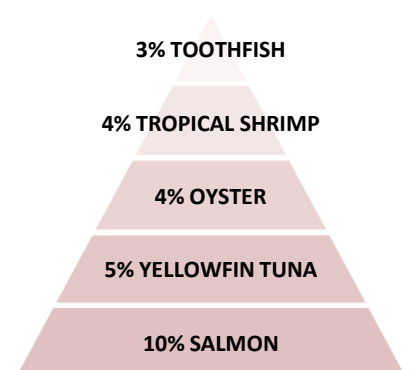 3% TOOTHFISH
4% TROPICAL SHRIMP
4% OYSTER
5% YELLOWFIN TUNA
10% SALMON